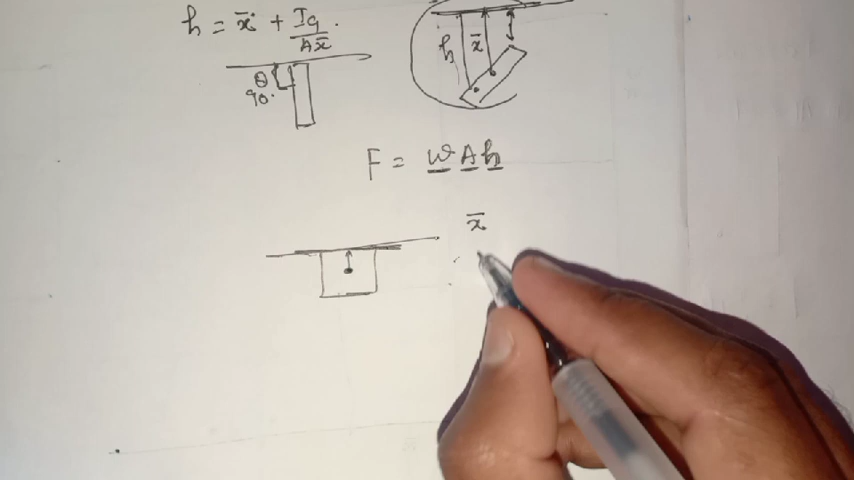 h = x̄ + IG/Ax̄.
h x̄
θ
90.
F = wAh
x̄